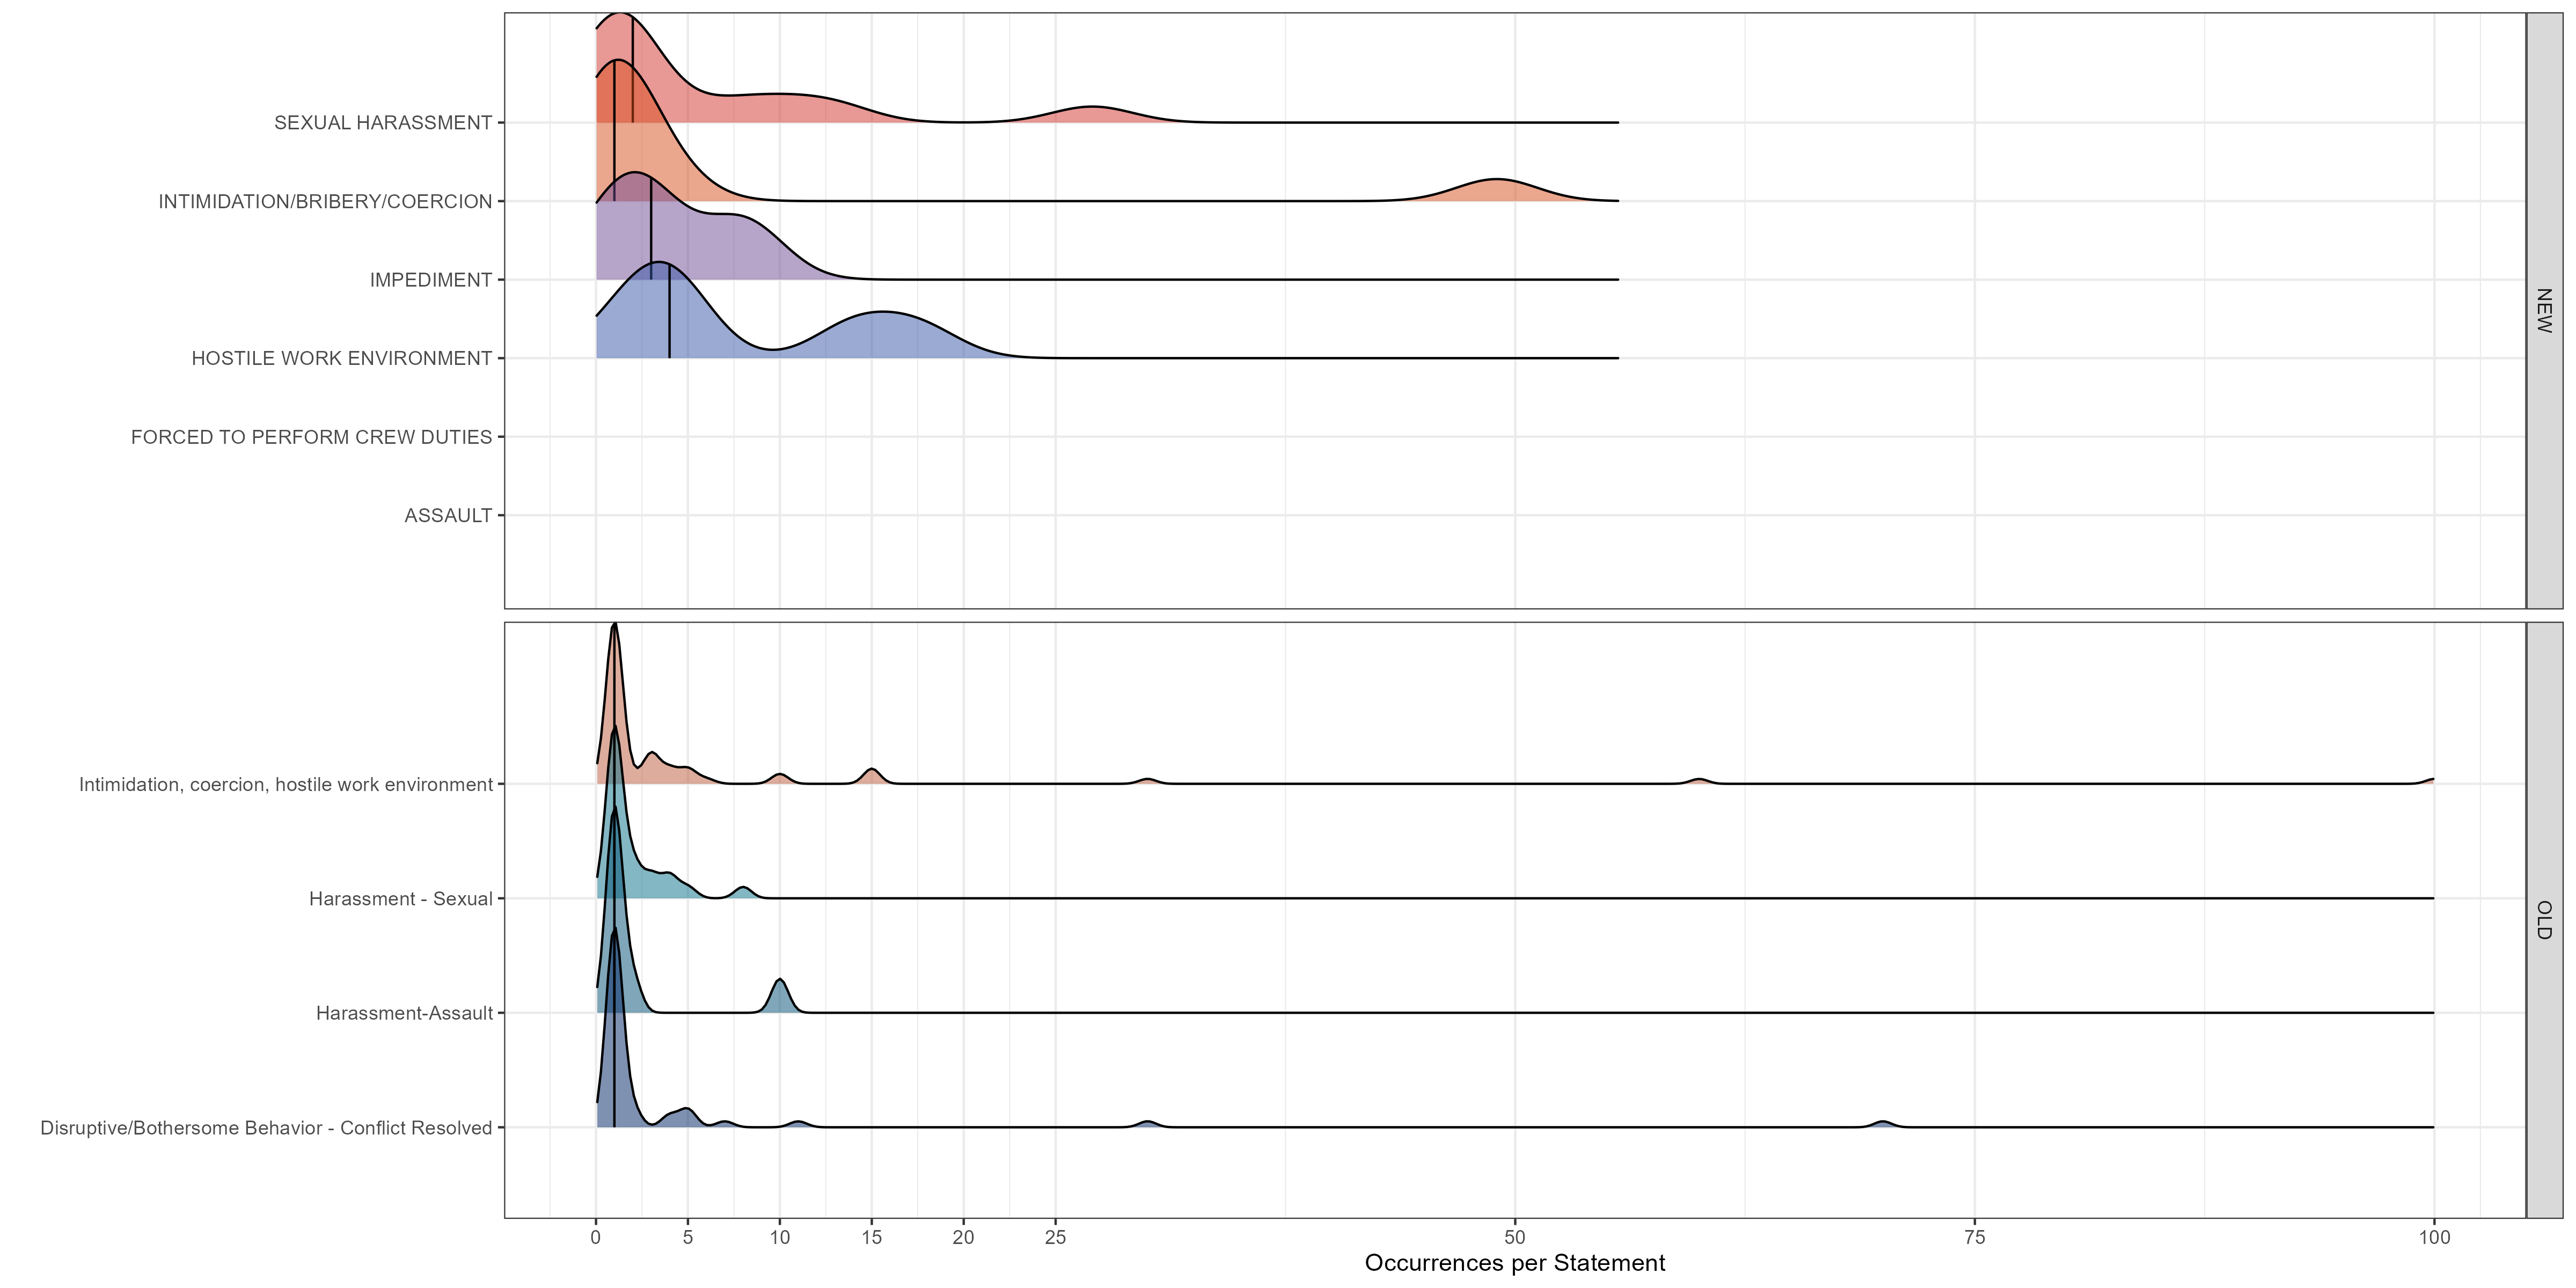 SEXUAL HARASSMENT
INTIMIDATION/BRIBERY/COERCION
IMPEDIMENT
HOSTILE WORK ENVIRONMENT
FORCED TO PERFORM CREW DUTIES
ASSAULT
NEW
Intimidation, coercion, hostile work environment
Harassment - Sexual
Harassment-Assault
Disruptive/Bothersome Behavior - Conflict Resolved
OLD
0 5 10 15 20 25 50 75 100
Occurrences per Statement